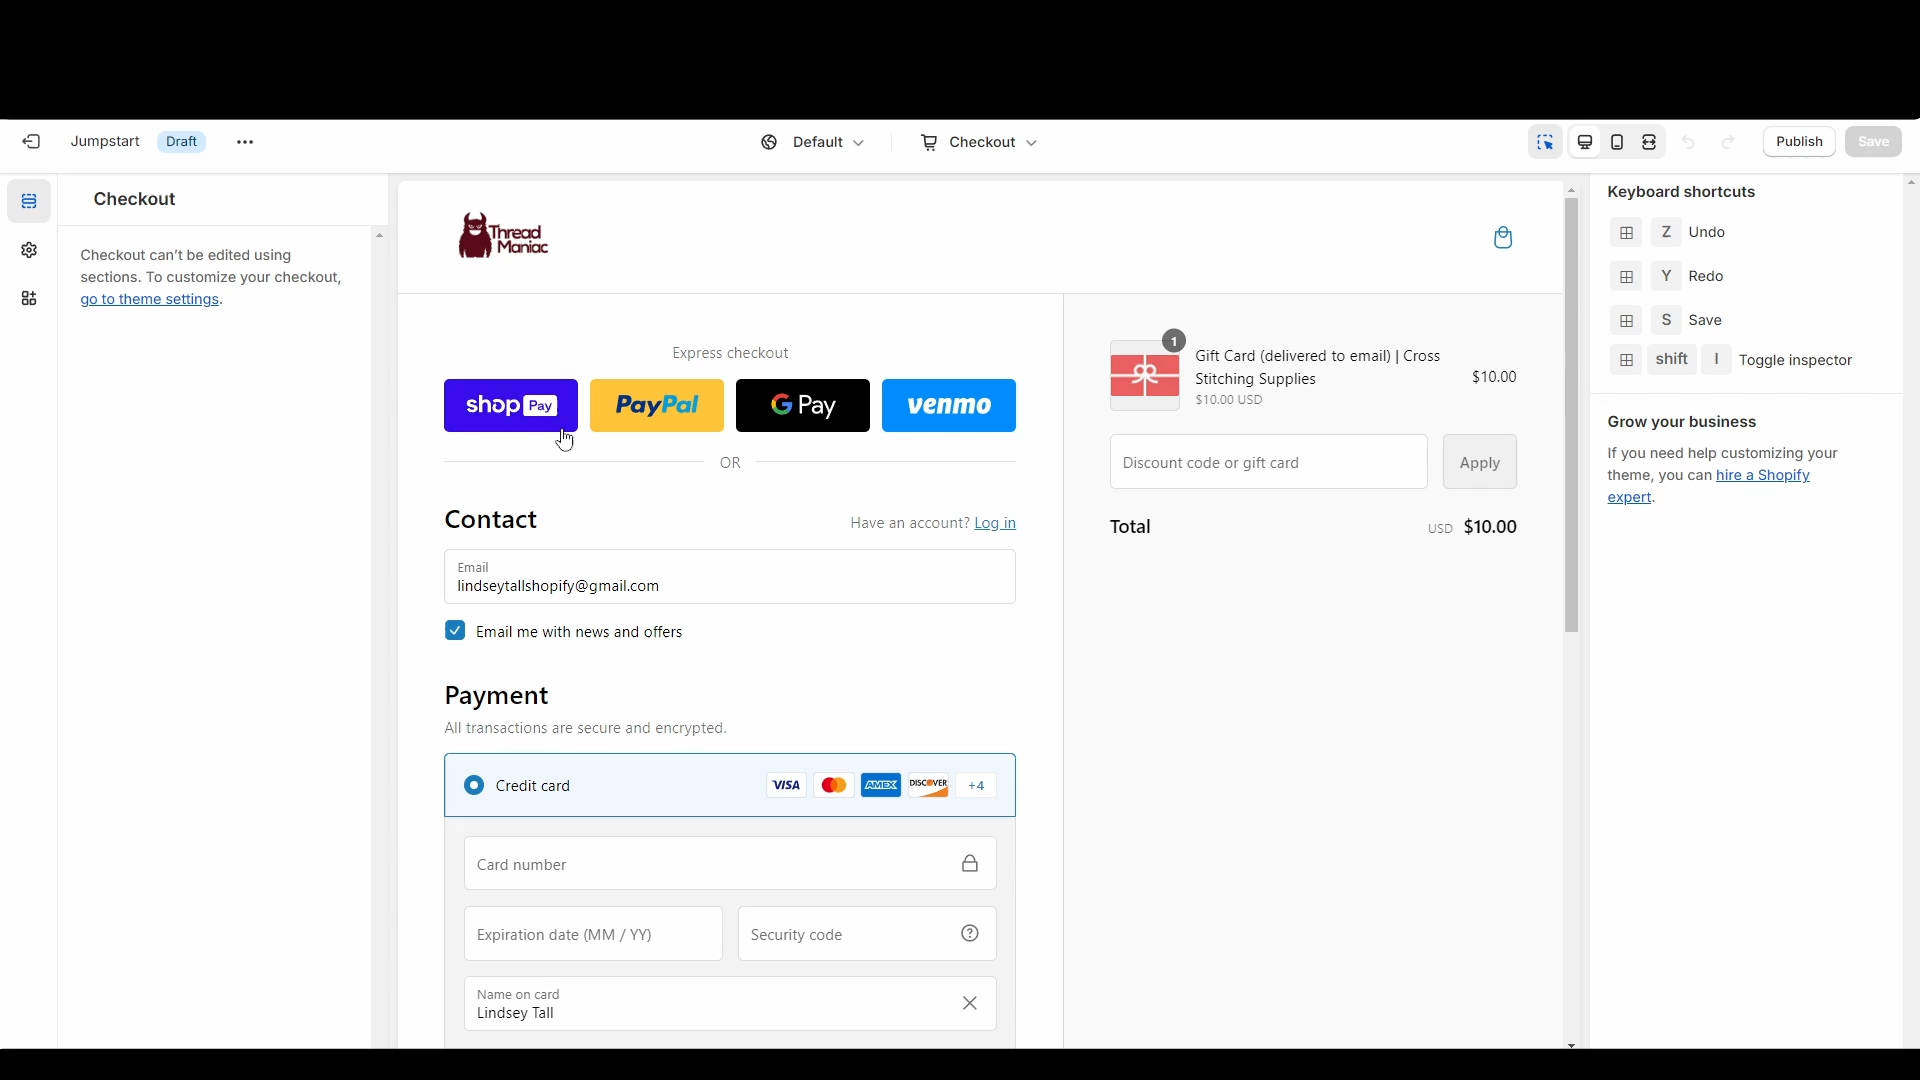 Jumpstart Draft
Default Checkout
Publish Save
Checkout
Checkout can't be edited using
sections. To customize your checkout,
go to theme settings.
Thread
Maniac
Express checkout
shop Pay PayPal G Pay venmo
OR
Contact
Have an account? Log in
Email
lindseytallshopify@gmail.com
Email me with news and offers
Payment
All transactions are secure and encrypted.
Credit card VISA AMEX DISCOVER +4
Card number
Expiration date (MM / YY) Security code
Name on card
Lindsey Tall
1
Gift Card (delivered to email) | Cross
Stitching Supplies
$10.00 USD
$10.00
Discount code or gift card Apply
Total USD $10.00
Keyboard shortcuts
Z Undo
Y Redo
S Save
shift I Toggle inspector
Grow your business
If you need help customizing your
theme, you can hire a Shopify
expert.